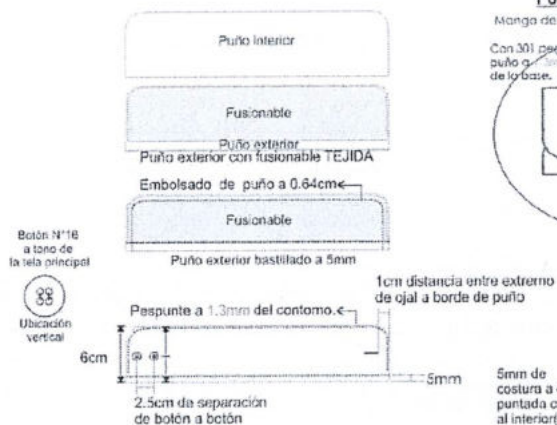 Puño interior
Fusionable
Puño exterior
Puño exterior con fusionable TEJIDA
Embolsado de puño a 0.64cm
Fusionable
Puño exterior bastillado a 5mm
Botón N°16
a tono de
la tela principal
Ubicación
vertical
Pespunte a 1.3mm del contorno.
1cm distancia entre extremo
de ojal a borde de puño
6cm
5mm
2.5cm de separación
de botón a botón
Manga de
Con 301
puño a
de la base.
5mm de
costura a
puntada
al interior